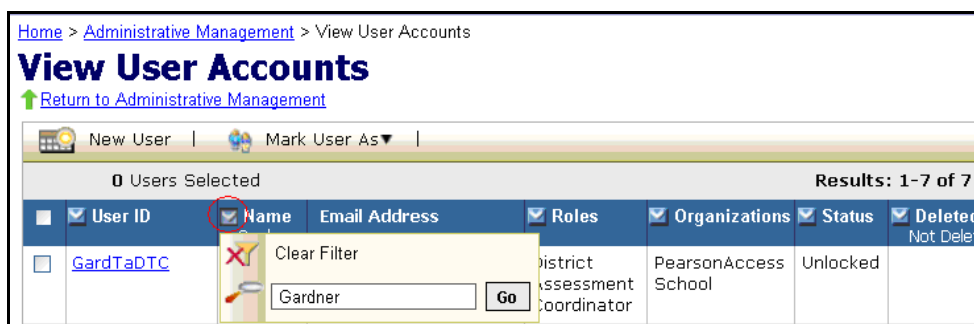 Home > Administrative Management > View User Accounts
View User Accounts
Return to Administrative Management
New User | Mark User As▼ |
0 Users Selected Results: 1-7 of 7
User ID Name Email Address Roles Organizations Status Deleted
Not Dele
Clear Filter
Gardner Go
GardTaDTC District Assessment Coordinator PearsonAccess School Unlocked